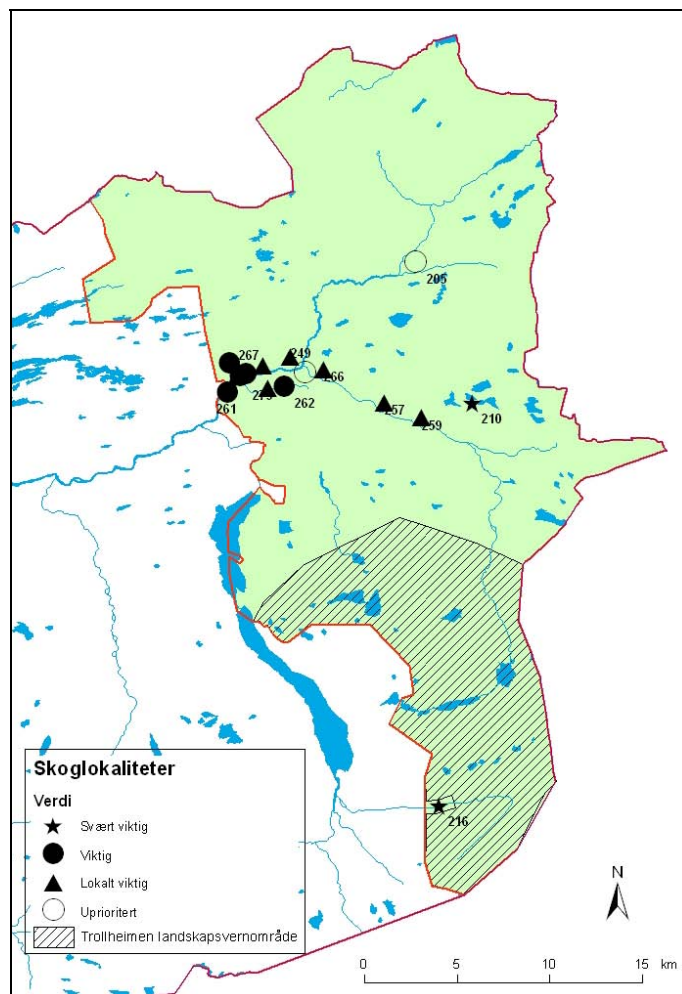 205
267
249
266
261
275
262
257
259
210
Skoglokaliteter
Verdi
Svært viktig
Viktig
Lokalt viktig
Uprioritert
Trollheimen landskapsvernområde
216
N
0 5 10 15 km